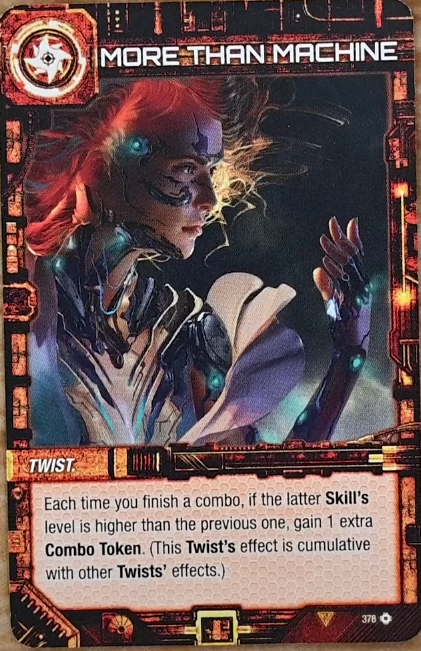 MORE THAN MACHINE
TWIST.
Each time you finish a combo, if the latter Skill's
level is higher than the previous one, gain 1 extra
Combo Token. (This Twist's effect is cumulative
with other Twists' effects.)
378